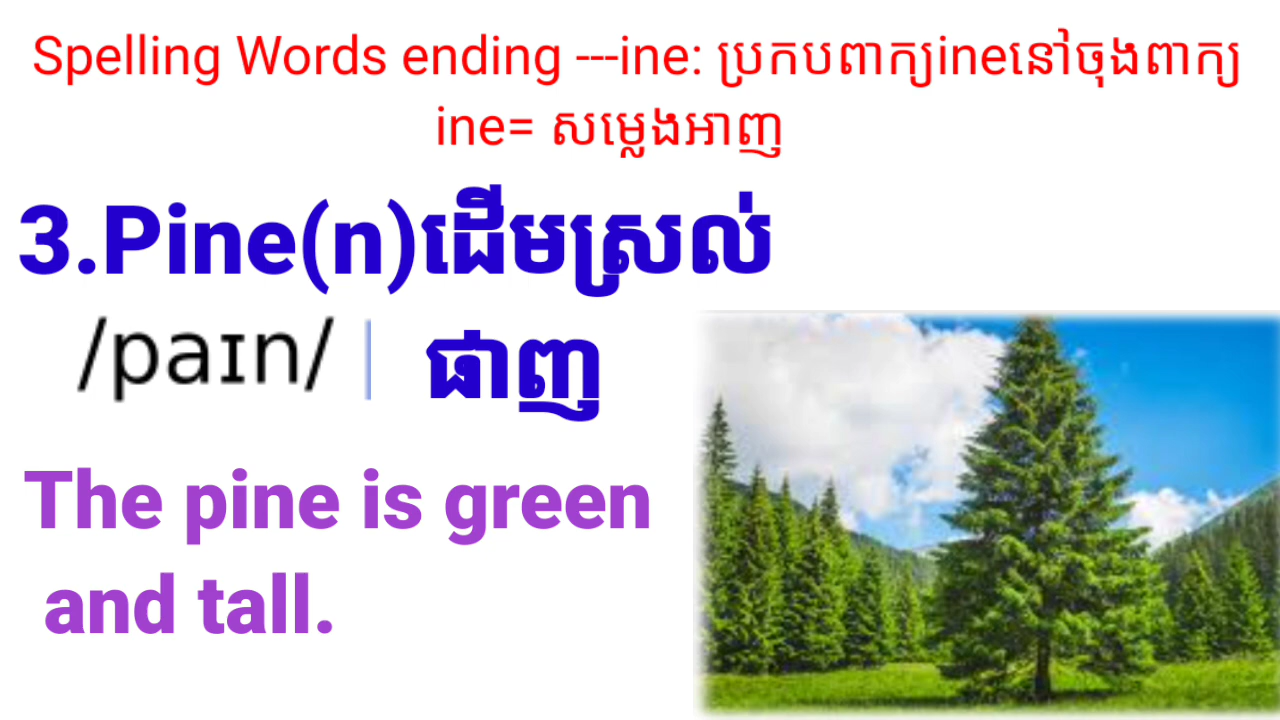 Spelling Words ending ---ine: ប្រកបពាក្យineនៅចុងពាក្យ
ine= សម្លេងអាញ
3.Pine(n)ដើមស្រល់
/paɪn/ ផាញ
The pine is green
and tall.